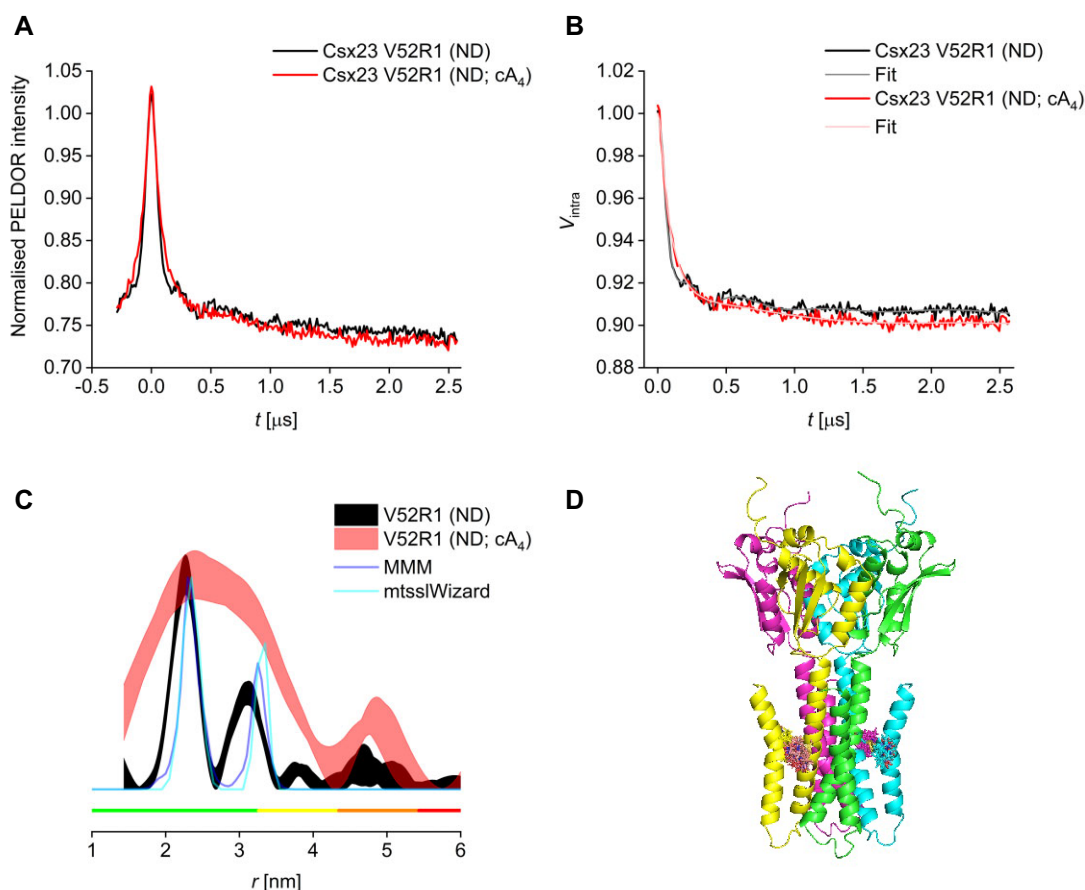 A
Csx23 V52R1 (ND)
Csx23 V52R1 (ND; cA4)
Normalised PELDOR intensity
1.05
1.00
0.95
0.90
0.85
0.80
0.75
0.70
-0.5 0.0 0.5 1.0 1.5 2.0 2.5
t [μs]
B
Csx23 V52R1 (ND)
Fit
Csx23 V52R1 (ND; cA4)
Fit
Vintra
1.00
0.98
0.96
0.94
0.92
0.90
0.88
0.0 0.5 1.0 1.5 2.0 2.5
t [μs]
C
V52R1 (ND)
V52R1 (ND; cA4)
MMM
mtsslWizard
1 2 3 4 5 6
r [nm]
D